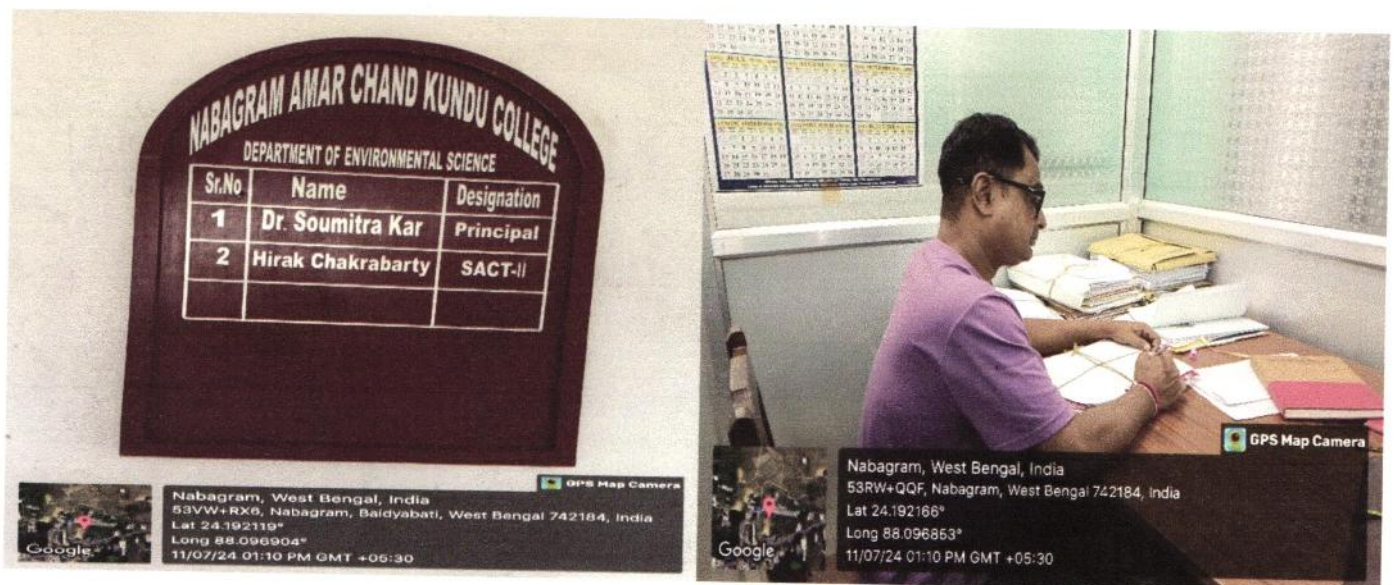 NABAGRAM AMAR CHAND KUNDU COLLEGE
DEPARTMENT OF ENVIRONMENTAL SCIENCE
Sr.No Name Designation
1 Dr. Soumitra Kar Principal
2 Hirak Chakrabarty SACT-II
GPS Map Camera
Nabagram, West Bengal, India
53VW+RX6, Nabagram, Baidyabati, West Bengal 742184, India
Lat 24.192119°
Long 88.096904°
11/07/24 01:10 PM GMT +05:30
Google
GPS Map Camera
Nabagram, West Bengal, India
53RW+QQF, Nabagram, West Bengal 742184, India
Lat 24.192166°
Long 88.096853°
11/07/24 01:10 PM GMT +05:30
Google